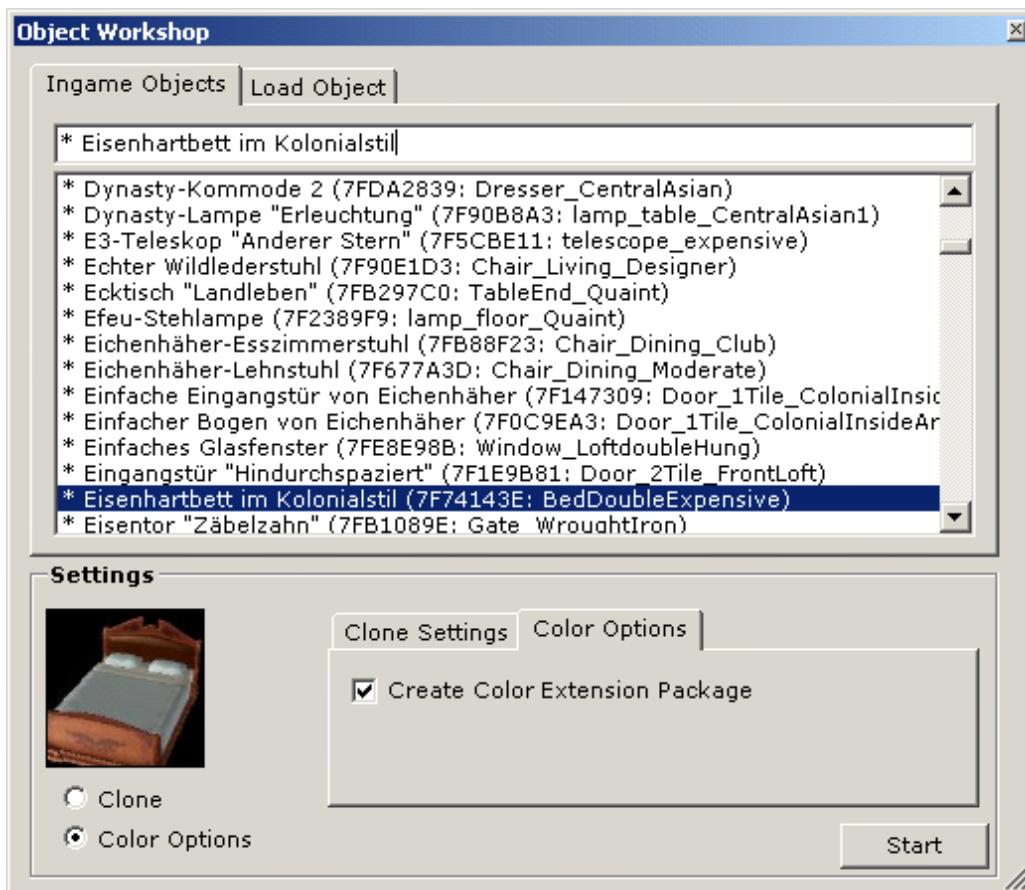 Object Workshop
Ingame Objects
Load Object
* Eisenhartbett im Kolonialstil
* Dynasty-Kommode 2 (7FDA2839: Dresser_CentralAsian)
* Dynasty-Lampe "Erleuchtung" (7F90B8A3: lamp_table_CentralAsian1)
* E3-Teleskop "Anderer Stern" (7F5CBE11: telescope_expensive)
* Echter Wildlederstuhl (7F90E1D3: Chair_Living_Designer)
* Ecktisch "Landleben" (7FB297C0: TableEnd_Quaint)
* Efeu-Stehlampe (7F2389F9: lamp_floor_Quaint)
* Eichenhäher-Esszimmerstuhl (7FB88F23: Chair_Dining_Club)
* Eichenhäher-Lehnstuhl (7F677A3D: Chair_Dining_Moderate)
* Einfache Eingangstür von Eichenhäher (7F147309: Door_1Tile_ColonialInsid
* Einfacher Bogen von Eichenhäher (7F0C9EA3: Door_1Tile_ColonialInsideAr
* Einfaches Glasfenster (7FE8E98B: Window_LoftdoubleHung)
* Eingangstür "Hindurchspaziert" (7F1E9B81: Door_2Tile_FrontLoft)
* Eisenhartbett im Kolonialstil (7F74143E: BedDoubleExpensive)
* Eisentor "Zäbelzahn" (7FB1089E: Gate_WroughtIron)
Settings
Clone Settings
Color Options
Create Color Extension Package
Clone
Color Options
Start